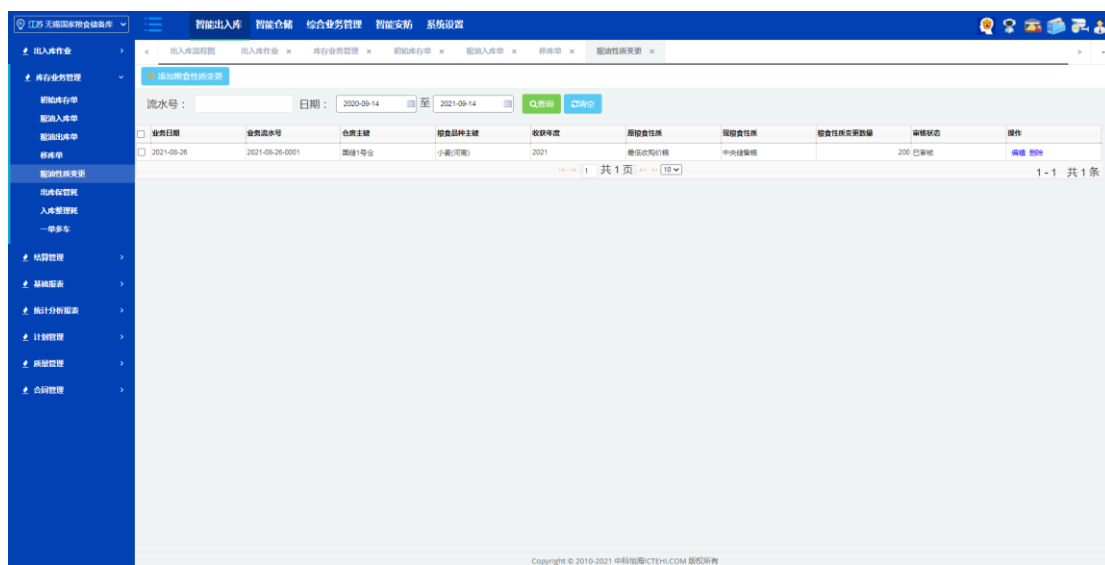 江苏 无锡国家粮食储备库
智能出入库 智能仓储 综合业务管理 智能安防 系统设置
出入库作业
库存业务管理
初始库存单
粮油入库单
粮油出库单
移库单
粮油性质变更
出库保管耗
入库整理耗
一单多车
结算管理
基础报表
统计分析报表
计划管理
质量管理
合同管理
« 出入库流程图 出入库作业 × 库存业务管理 × 初始库存单 × 粮油入库单 × 移库单 × 粮油性质变更 × »
添加粮食性质变更
流水号： 日期： 2020-09-14 至 2021-09-14 查询 清空
业务日期 业务流水号 仓房主键 粮食品种主键 收获年度 原粮食性质 现粮食性质 粮食性质变更数量 审核状态 操作
2021-08-26 2021-08-26-0001 国储1号仓 小麦(河南) 2021 最低收购价粮 中央储备粮 200 已审核 编辑 删除
1 共 1 页 10 1 - 1 共 1 条
Copyright © 2010-2021 中科怡海ICTEHI.COM 版权所有